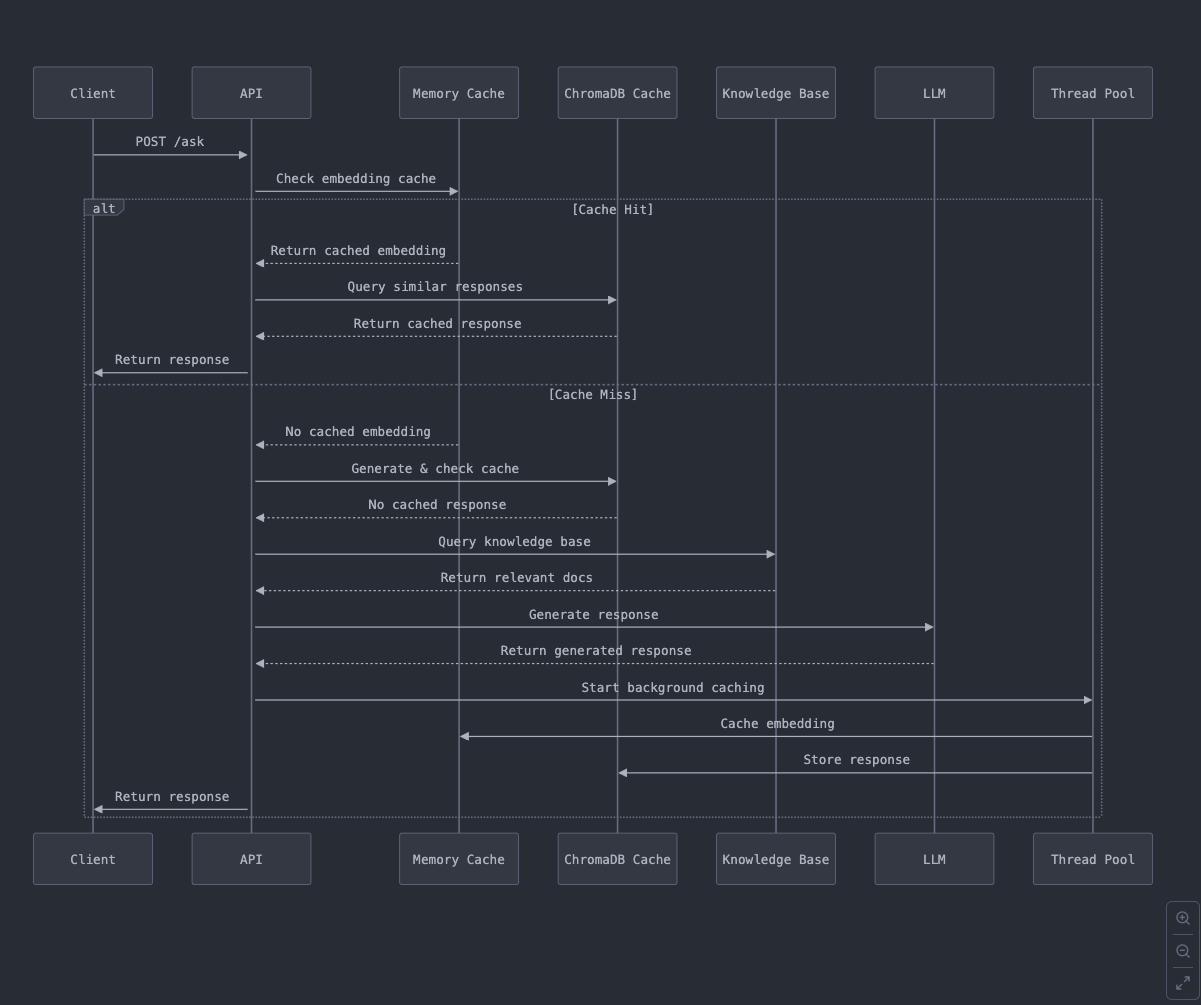 Client
API
Memory Cache
ChromaDB Cache
Knowledge Base
LLM
Thread Pool
POST /ask
Check embedding cache
alt
[Cache Hit]
Return cached embedding
Query similar responses
Return cached response
Return response
[Cache Miss]
No cached embedding
Generate & check cache
No cached response
Query knowledge base
Return relevant docs
Generate response
Return generated response
Start background caching
Cache embedding
Store response
Return response
Client
API
Memory Cache
ChromaDB Cache
Knowledge Base
LLM
Thread Pool